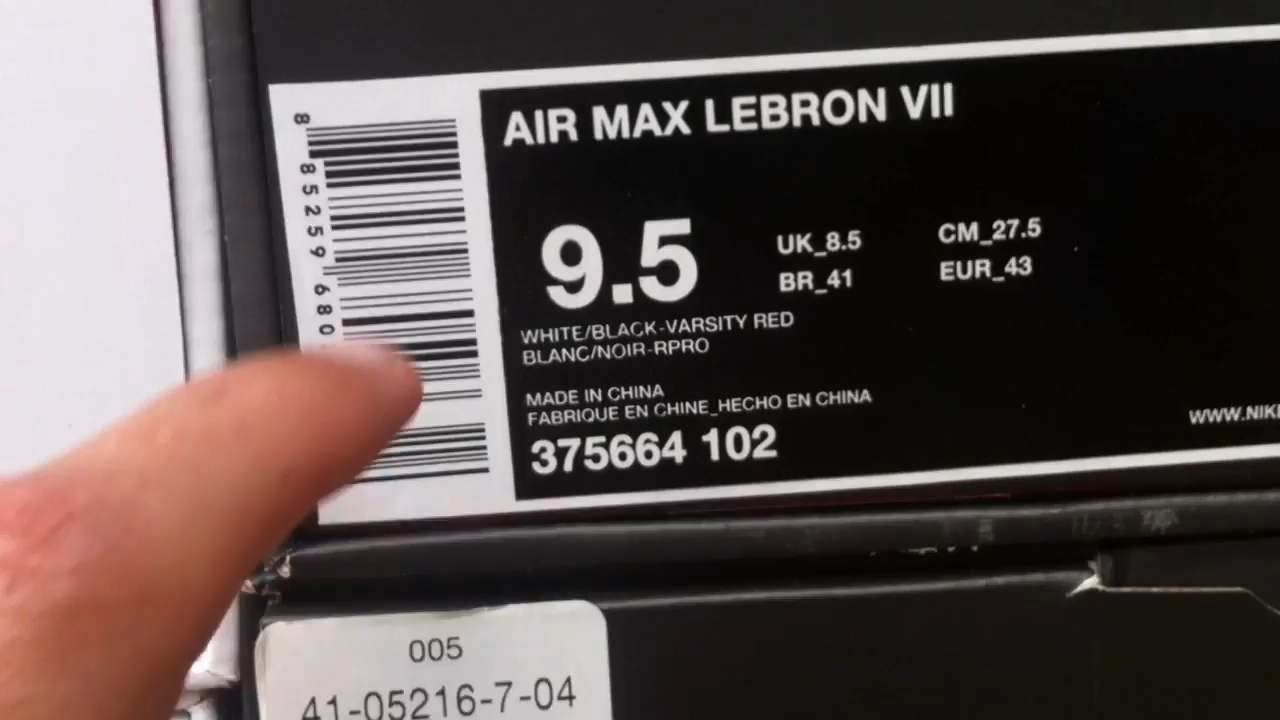 8 85259 680
AIR MAX LEBRON VII
9.5
UK_8.5
CM_27.5
BR_41
EUR_43
WHITE/BLACK-VARSITY RED
BLANC/NOIR-RPRO
MADE IN CHINA
FABRIQUE EN CHINE_HECHO EN CHINA
375664 102
WWW.NIKE
005
41-05216-7-04